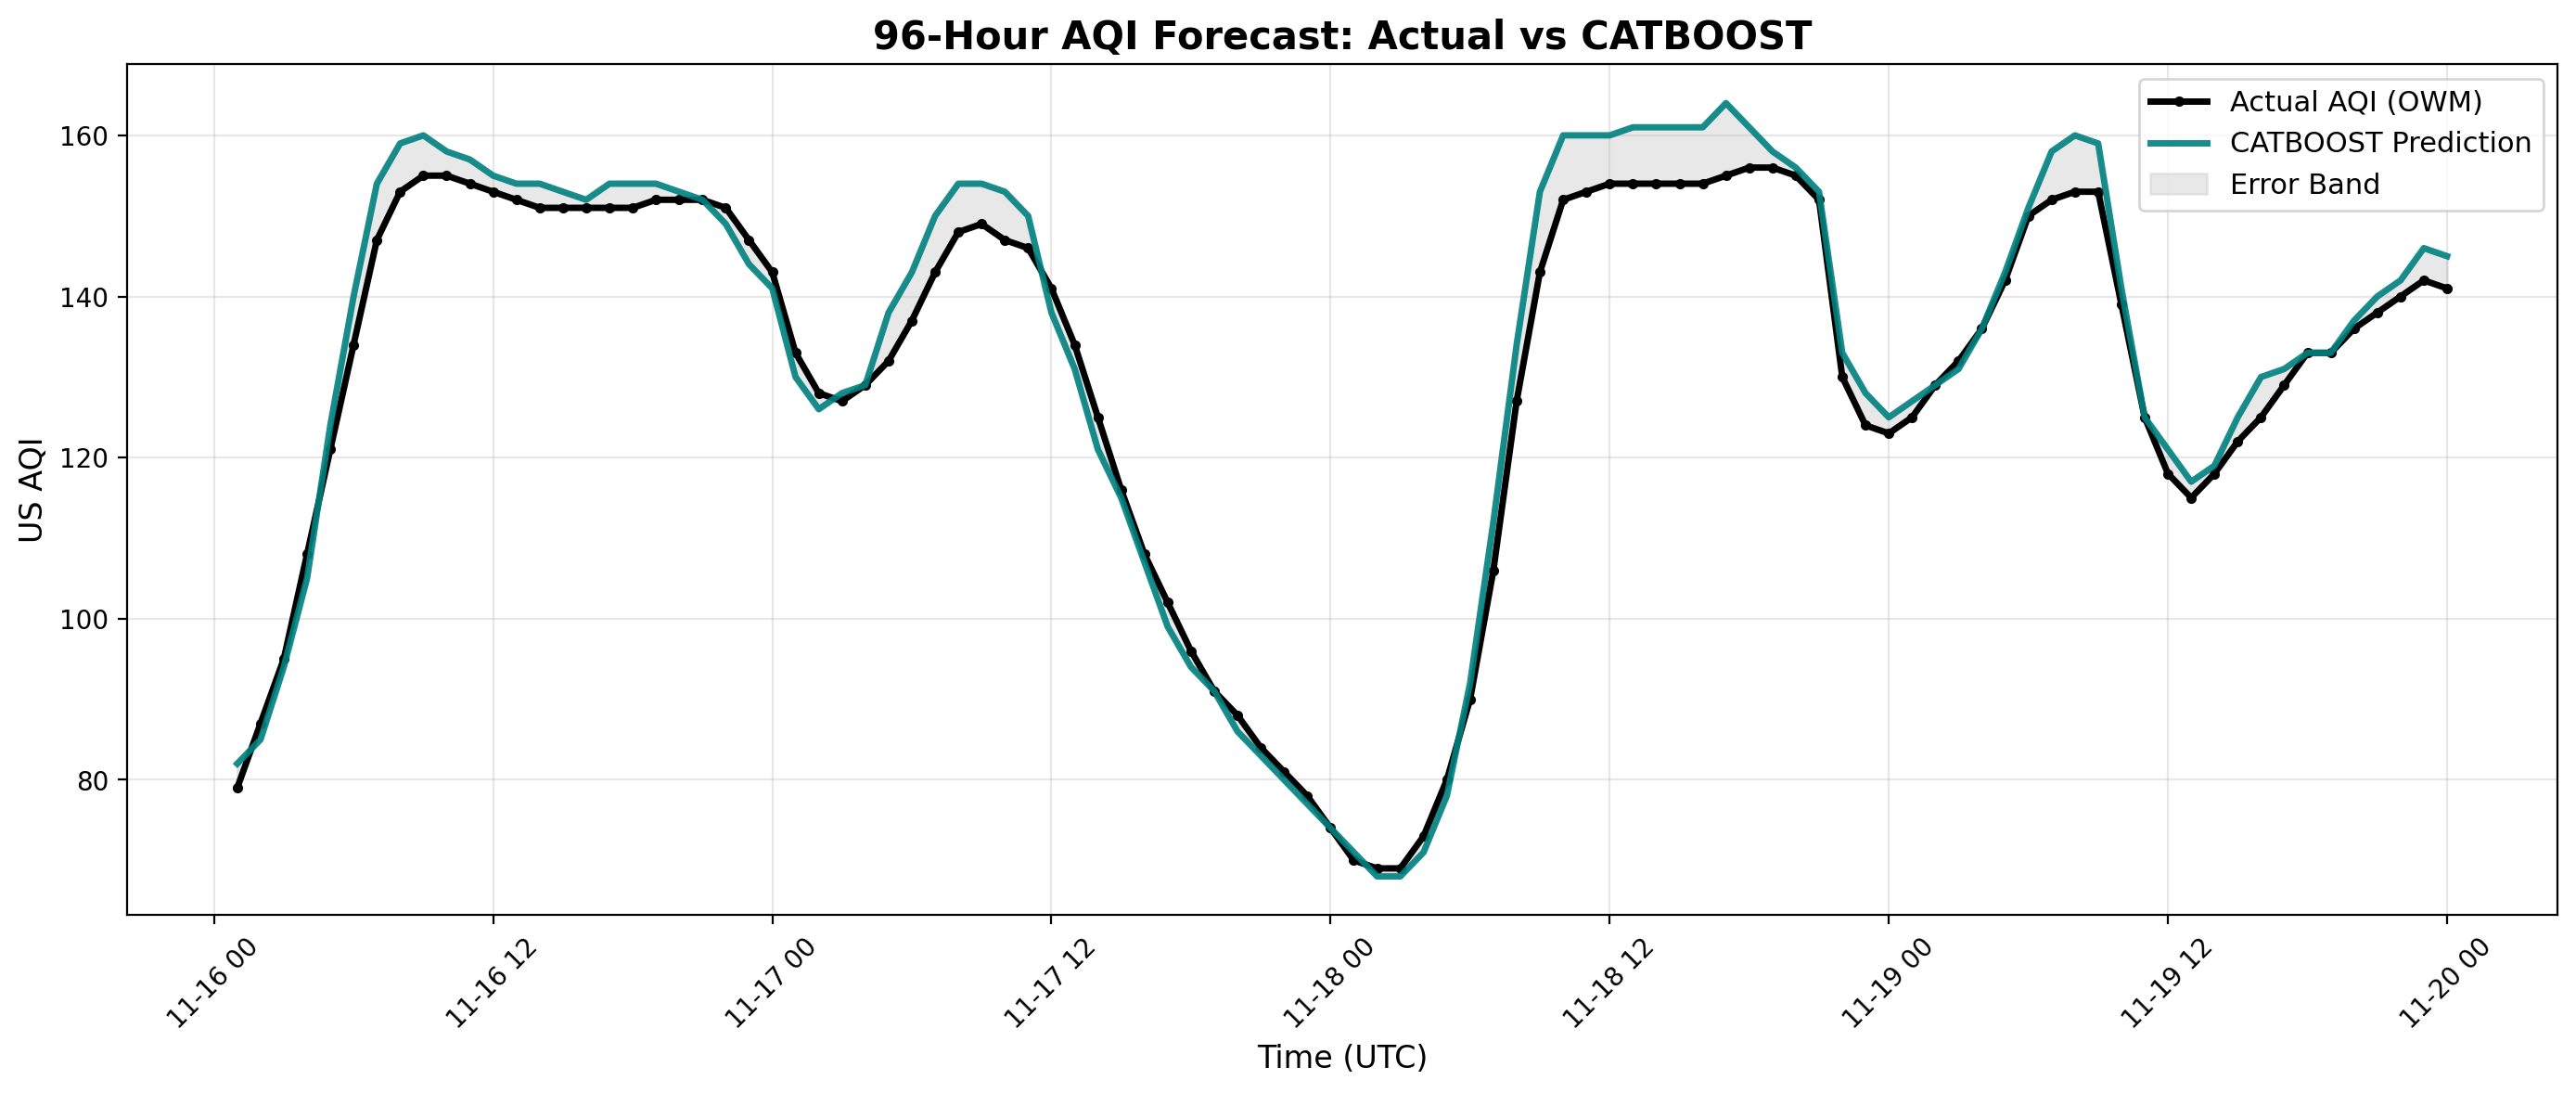 96-Hour AQI Forecast: Actual vs CATBOOST
Actual AQI (OWM)
CATBOOST Prediction
Error Band
US AQI
160
140
120
100
80
11-16 00
11-16 12
11-17 00
11-17 12
11-18 00
11-18 12
11-19 00
11-19 12
11-20 00
Time (UTC)